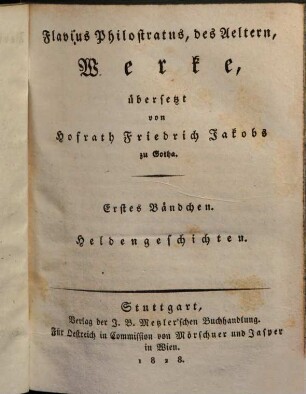 Flavius Philostratus, des Aeltern,
Werke,
übersetzt
von
Hofrath Friedrich Jakobs
zu Gotha.
Erstes Bändchen.
Heldengeschichten.
Stuttgart,
Verlag der J. B. Metzler'schen Buchhandlung.
Für Oestreich in Commission von Mörschner und Jasper
in Wien.
1828.